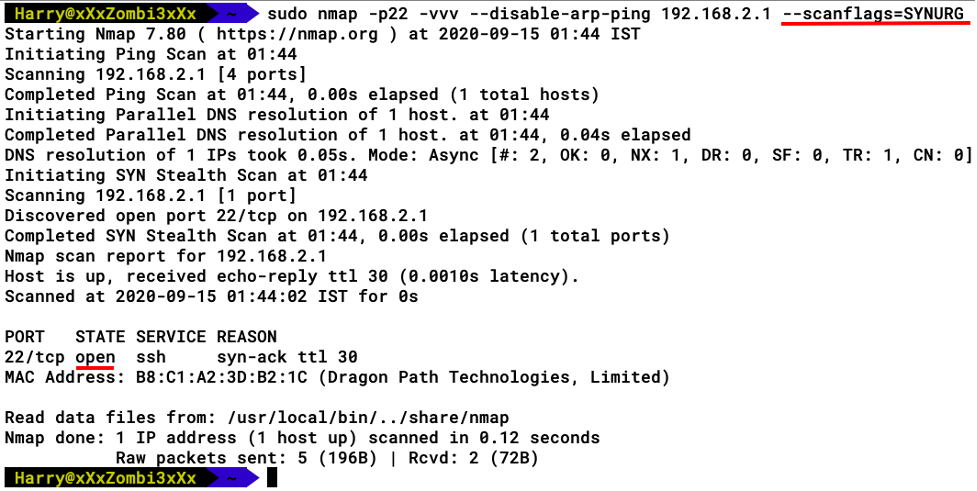 Harry@xXxZombi3xXx ~ sudo nmap -p22 -vvv --disable-arp-ping 192.168.2.1 --scanflags=SYNURG
Starting Nmap 7.80 ( https://nmap.org ) at 2020-09-15 01:44 IST
Initiating Ping Scan at 01:44
Scanning 192.168.2.1 [4 ports]
Completed Ping Scan at 01:44, 0.00s elapsed (1 total hosts)
Initiating Parallel DNS resolution of 1 host. at 01:44
Completed Parallel DNS resolution of 1 host. at 01:44, 0.04s elapsed
DNS resolution of 1 IPs took 0.05s. Mode: Async [#: 2, OK: 0, NX: 1, DR: 0, SF: 0, TR: 1, CN: 0]
Initiating SYN Stealth Scan at 01:44
Scanning 192.168.2.1 [1 port]
Discovered open port 22/tcp on 192.168.2.1
Completed SYN Stealth Scan at 01:44, 0.00s elapsed (1 total ports)
Nmap scan report for 192.168.2.1
Host is up, received echo-reply ttl 30 (0.0010s latency).
Scanned at 2020-09-15 01:44:02 IST for 0s
PORT   STATE SERVICE REASON
22/tcp open  ssh     syn-ack ttl 30
MAC Address: B8:C1:A2:3D:B2:1C (Dragon Path Technologies, Limited)
Read data files from: /usr/local/bin/../share/nmap
Nmap done: 1 IP address (1 host up) scanned in 0.12 seconds
Raw packets sent: 5 (196B) | Rcvd: 2 (72B)
Harry@xXxZombi3xXx ~